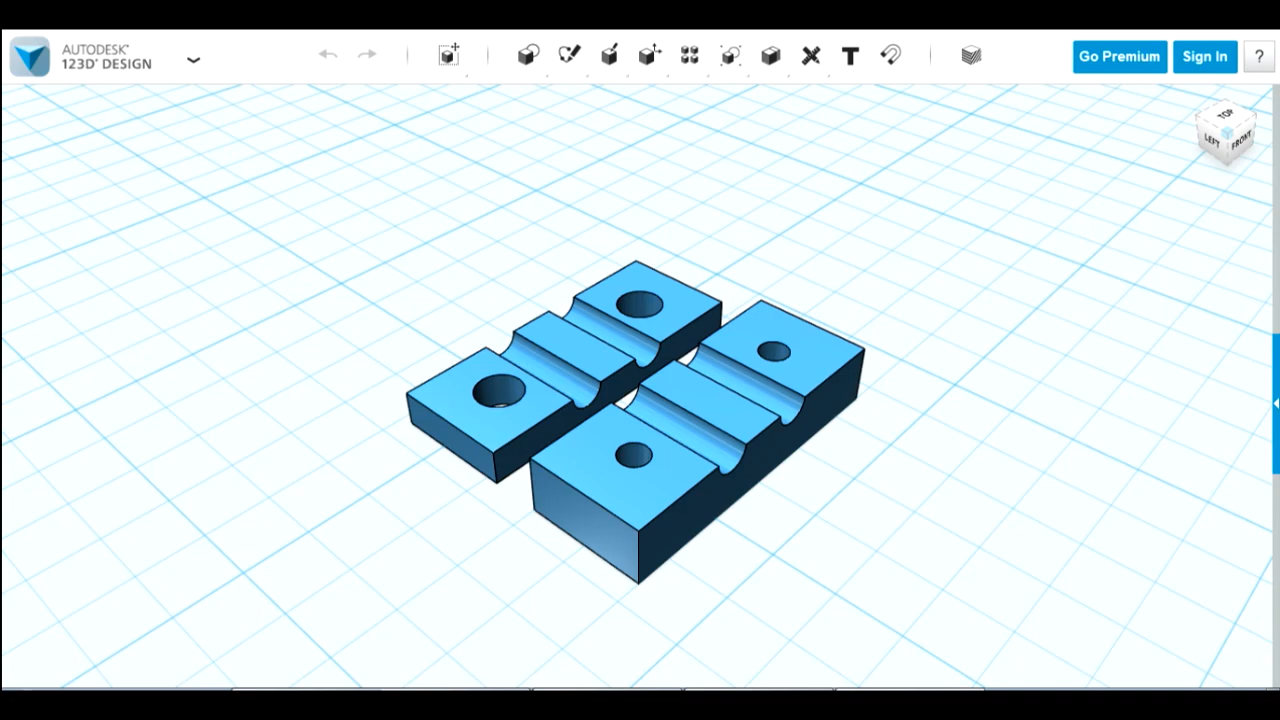 AUTODESK®
123D® DESIGN
Go Premium
Sign In
?
T
TOP
LEFT
FRONT